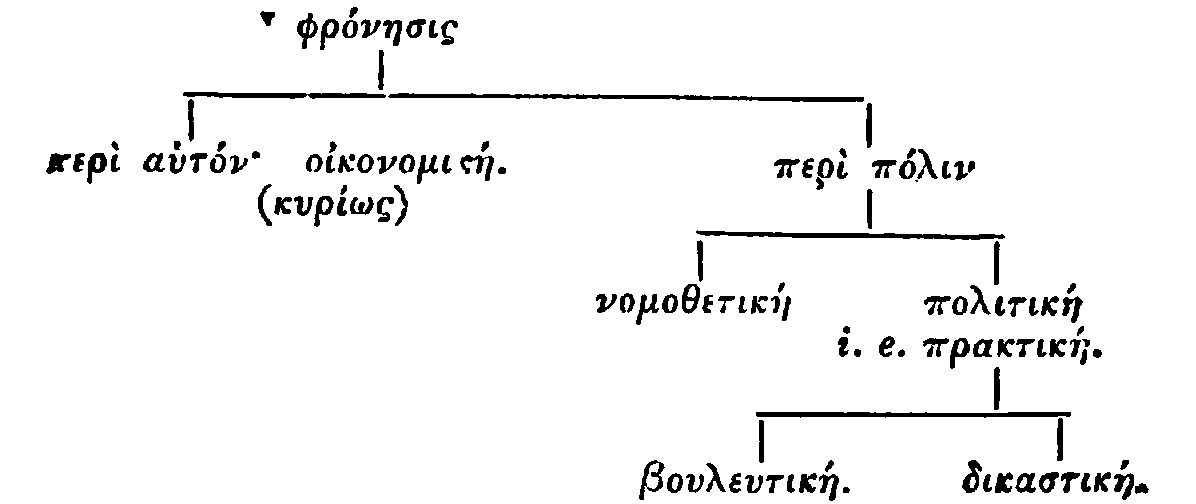 φρόνησις
περὶ αὑτόν· οἰκονομική. περὶ πόλιν
(κυρίως)
νομοθετική πολιτική
i. e. πρακτική.
βουλευτική. δικαστική.